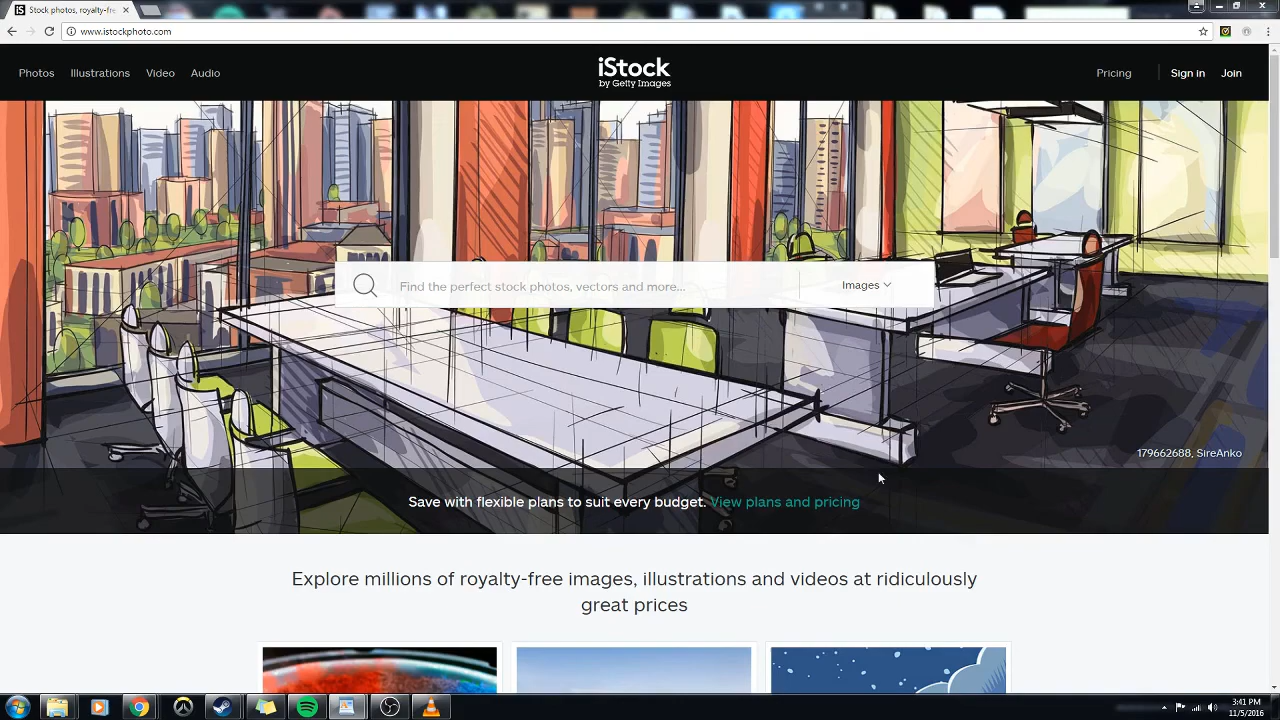 Stock photos, royalty-fre
www.istockphoto.com
Photos
Illustrations
Video
Audio
iStock
by Getty Images
Pricing
Sign in
Join
Find the perfect stock photos, vectors and more...
Images
179662688, SireAnko
Save with flexible plans to suit every budget. View plans and pricing
Explore millions of royalty-free images, illustrations and videos at ridiculously
great prices
3:41 PM
11/5/2016